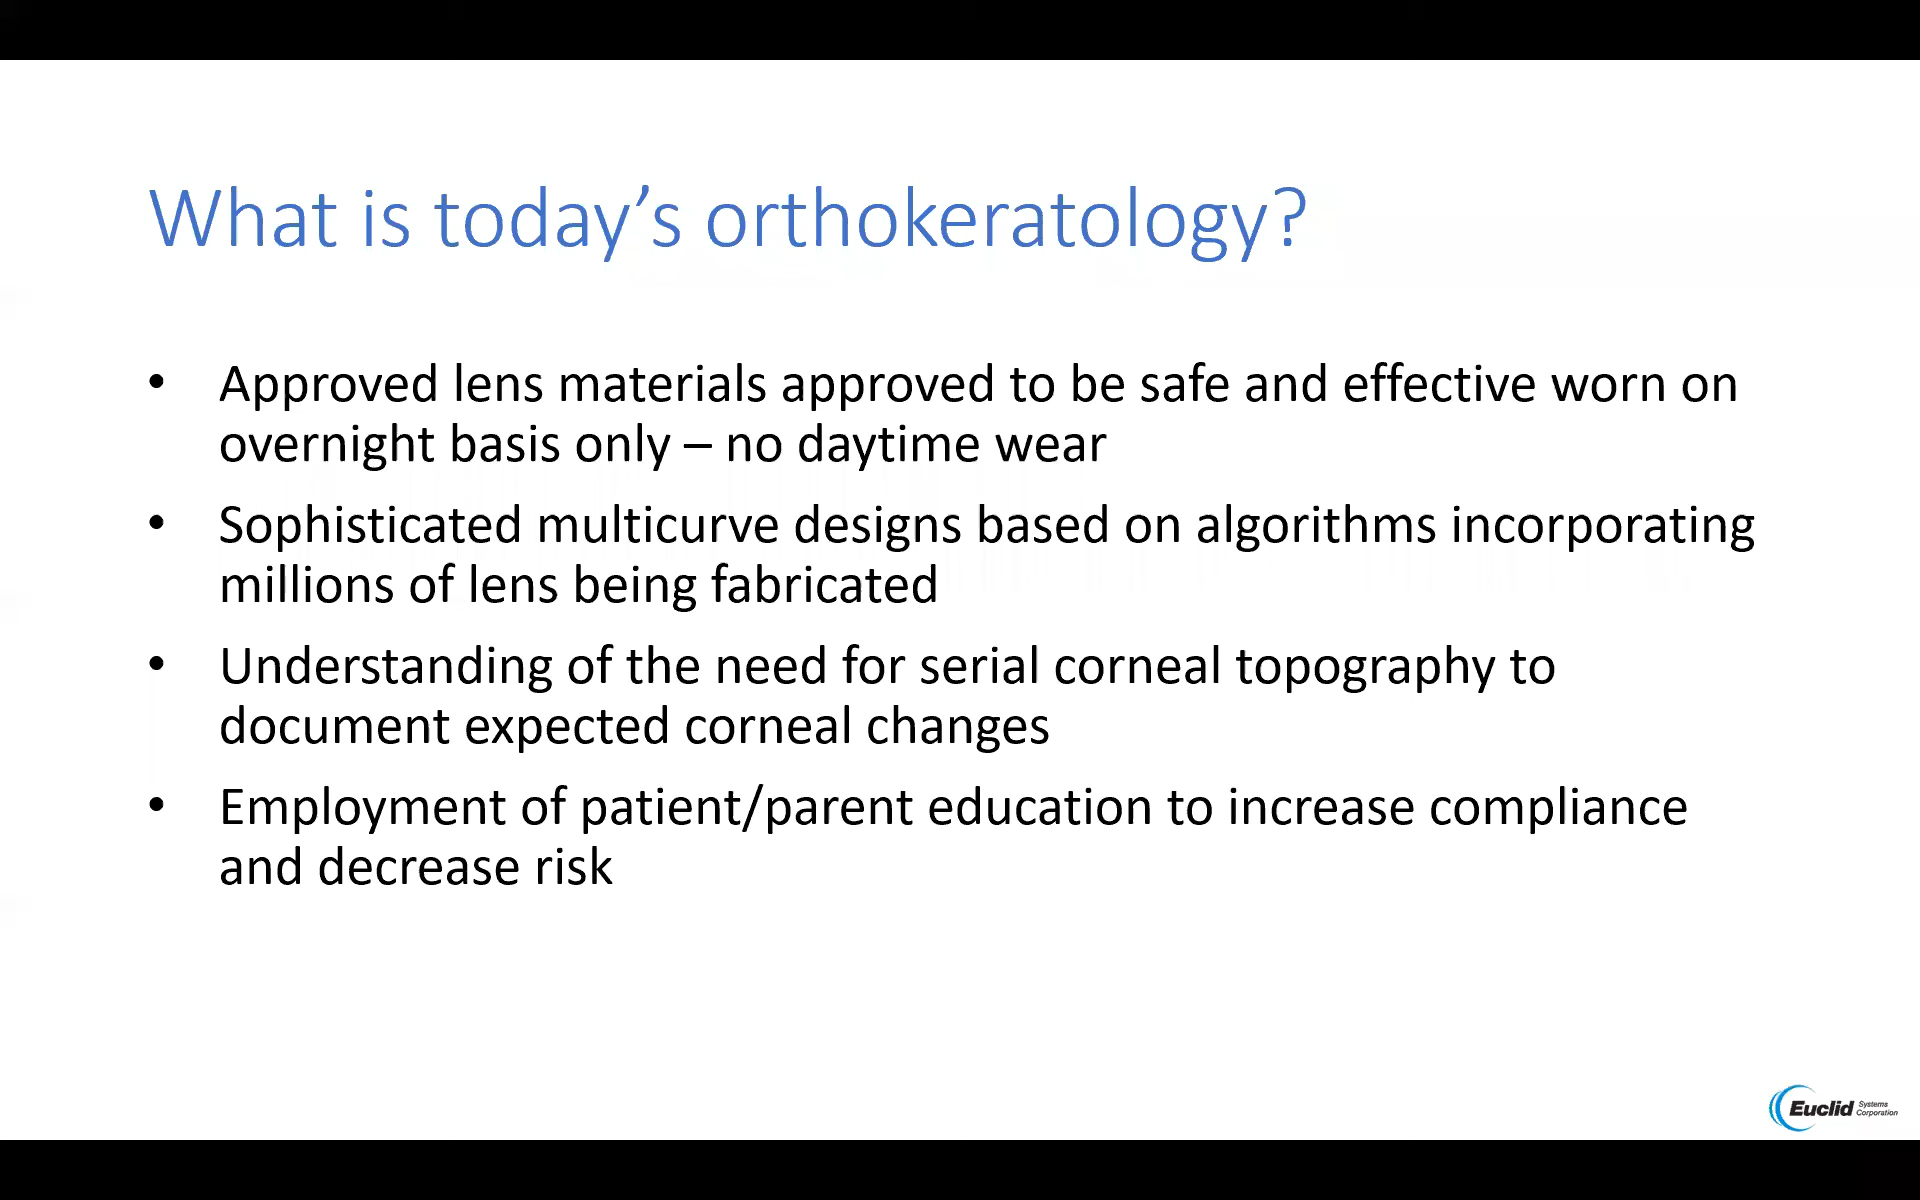 What is today’s orthokeratology?
• Approved lens materials approved to be safe and effective worn on
overnight basis only – no daytime wear
• Sophisticated multicurve designs based on algorithms incorporating
millions of lens being fabricated
• Understanding of the need for serial corneal topography to
document expected corneal changes
• Employment of patient/parent education to increase compliance
and decrease risk
Euclid Systems
Corporation